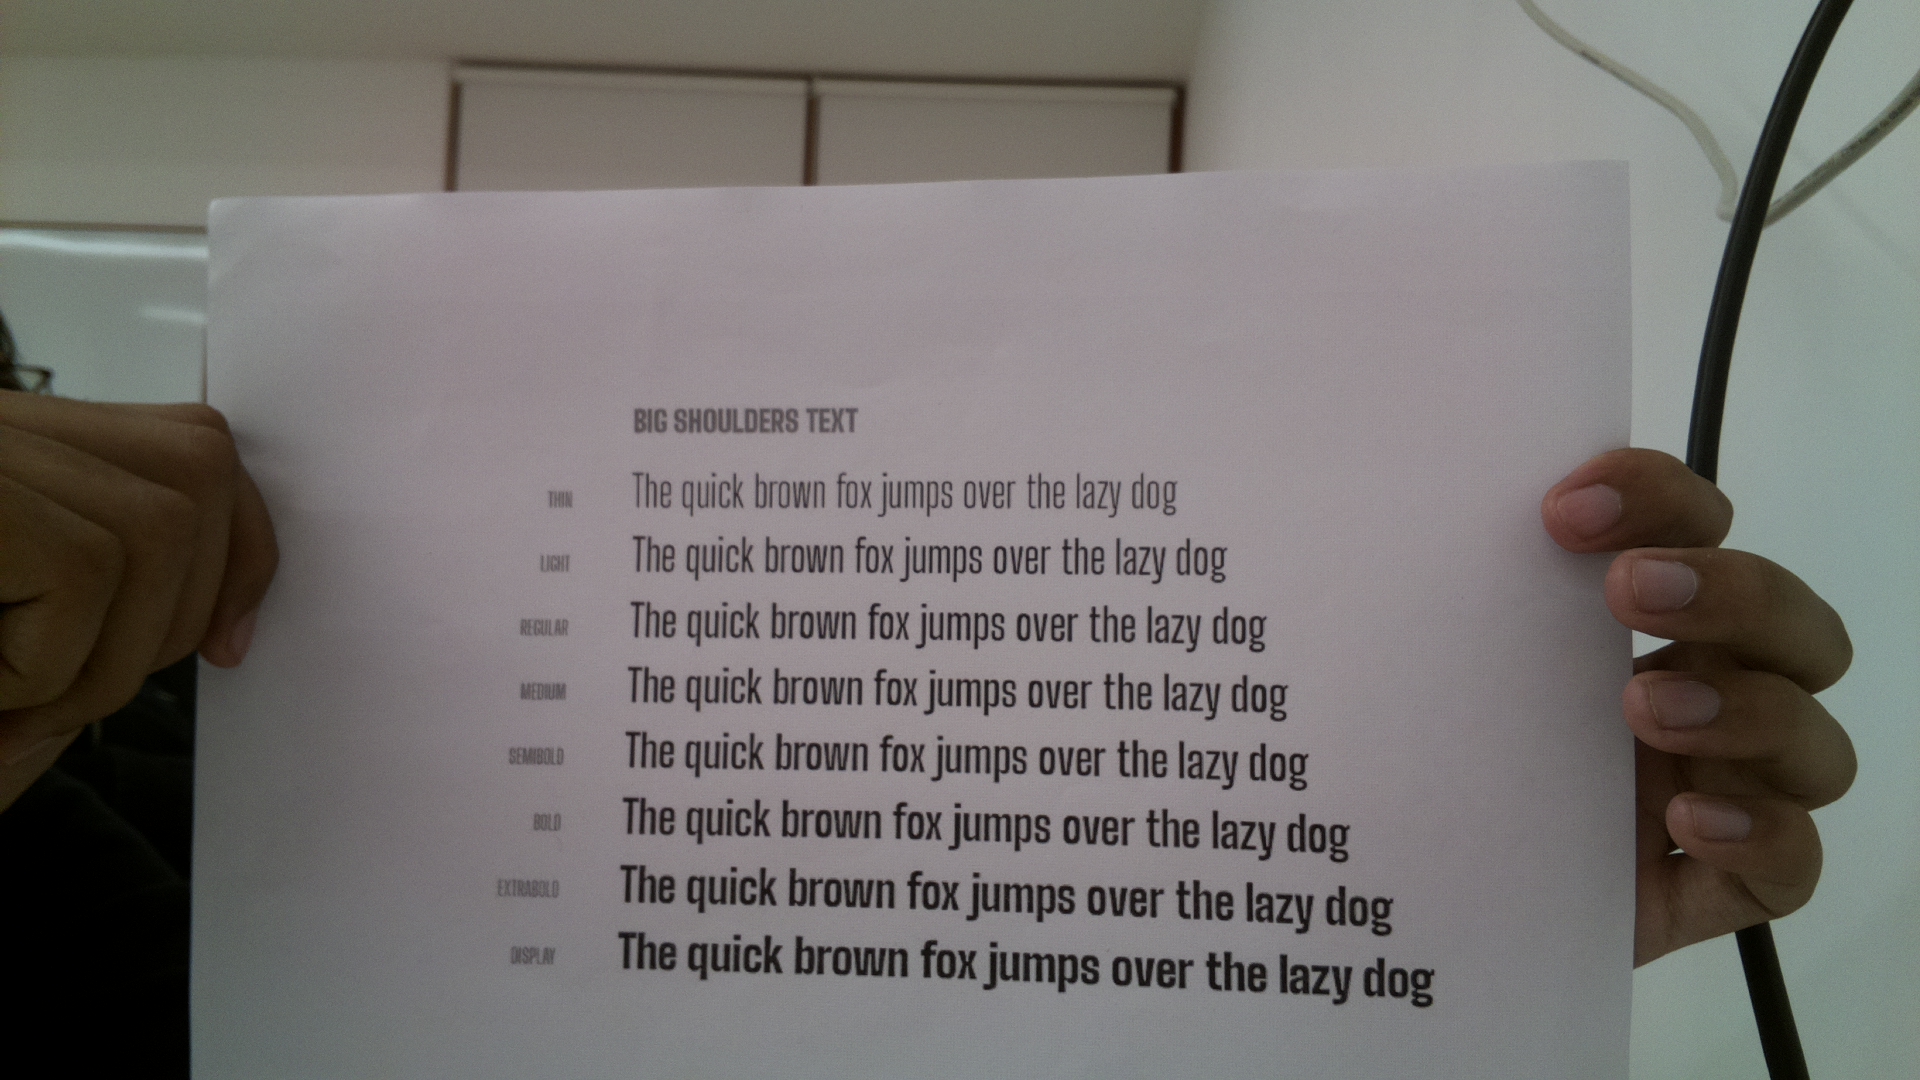 BIG SHOULDERS TEXT
THIN The quick brown fox jumps over the lazy dog
LIGHT The quick brown fox jumps over the lazy dog
REGULAR The quick brown fox jumps over the lazy dog
MEDIUM The quick brown fox jumps over the lazy dog
SEMIBOLD The quick brown fox jumps over the lazy dog
BOLD The quick brown fox jumps over the lazy dog
EXTRABOLD The quick brown fox jumps over the lazy dog
DISPLAY The quick brown fox jumps over the lazy dog